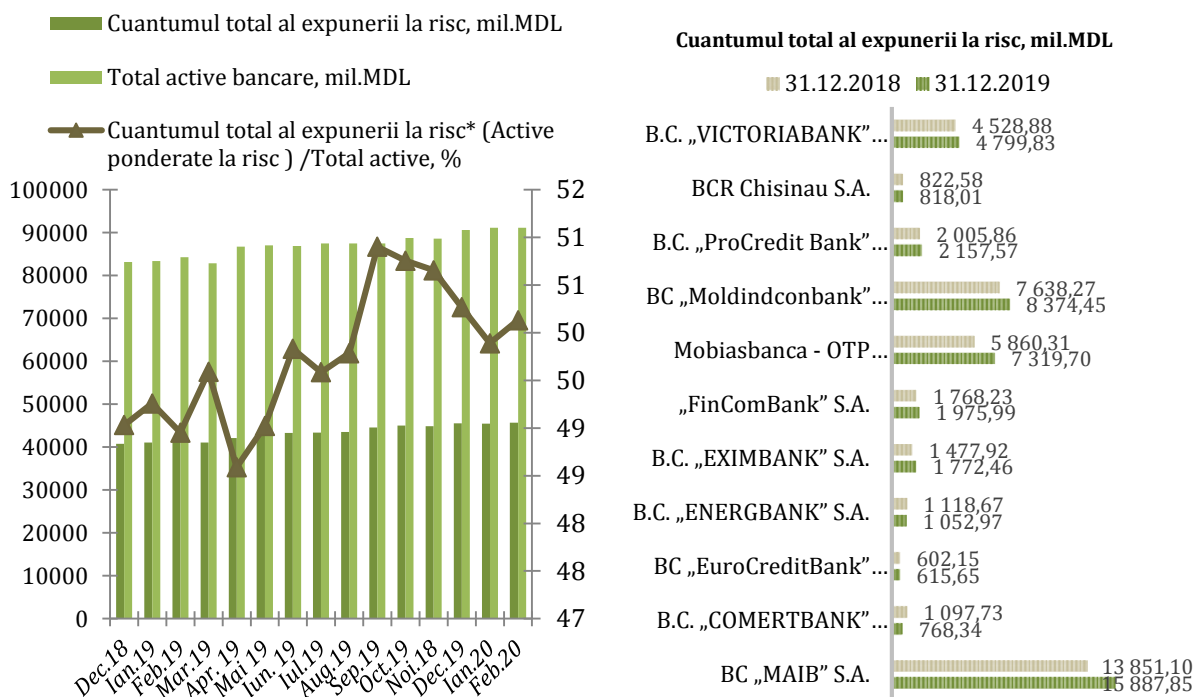 Cuantumul total al expunerii la risc, mil.MDL
Total active bancare, mil.MDL
Cuantumul total al expunerii la risc* (Active
ponderate la risc ) /Total active, %
100000
90000
80000
70000
60000
50000
40000
30000
20000
10000
0
52
51
51
50
50
49
49
48
48
47
Dec.18
Ian.19
Feb.19
Mar.19
Apr. 19
Mai 19
Iun. 19
Iul.19
Aug.19
Sep.19
Oct.19
Noi.18
Dec.19
Ian.20
Feb.20
Cuantumul total al expunerii la risc, mil.MDL
31.12.2018 31.12.2019
B.C. „VICTORIABANK” ...
4 528,88
4 799,83
BCR Chisinau S.A.
822,58
818,01
B.C. „ProCredit Bank” ...
2 005,86
2 157,57
BC „Moldindconbank” ...
7 638,27
8 374,45
Mobiasbanca - OTP ...
5 860,31
7 319,70
„FinComBank” S.A.
1 768,23
1 975,99
B.C. „EXIMBANK” S.A.
1 477,92
1 772,46
B.C. „ENERGBANK” S.A.
1 118,67
1 052,97
BC „EuroCreditBank” ...
602,15
615,65
B.C. „COMERTBANK” ...
1 097,73
768,34
BC „MAIB” S.A.
13 851,10
15 887,85